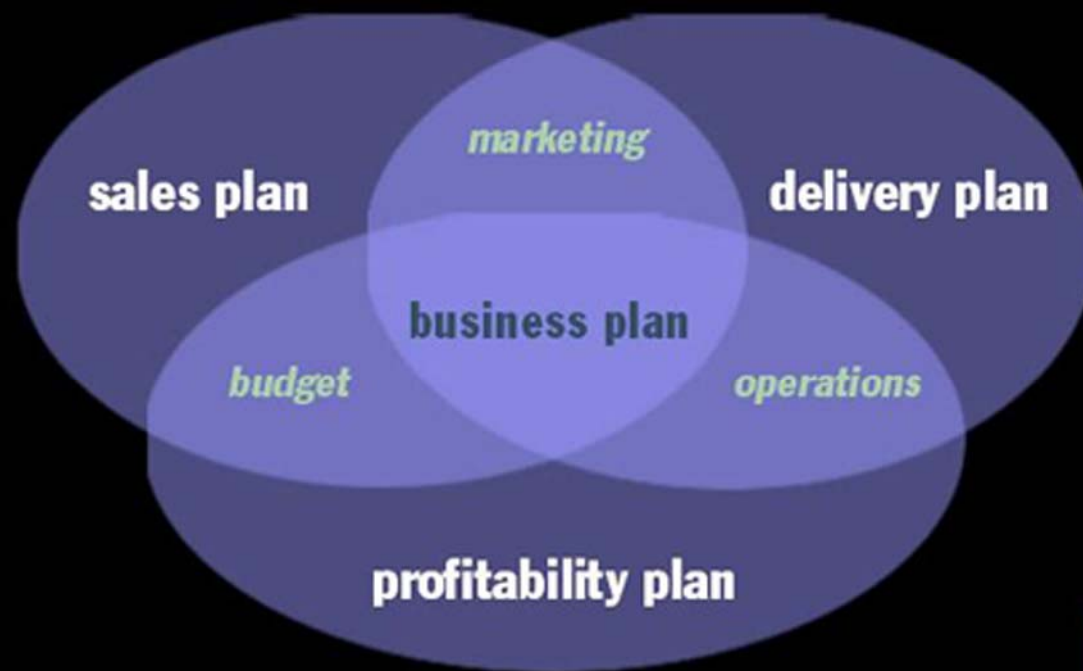 marketing
sales plan
delivery plan
business plan
budget
operations
profitability plan